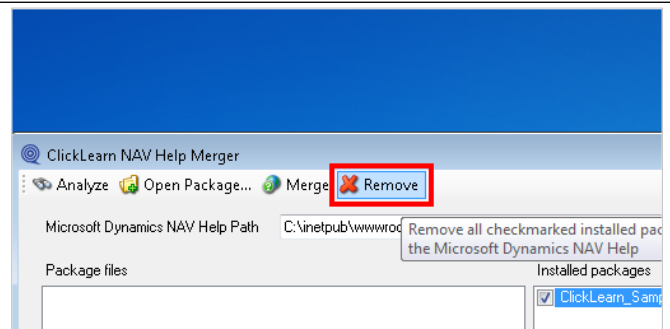 ClickLearn NAV Help Merger
Analyze Open Package... Merge Remove
Microsoft Dynamics NAV Help Path C:\inetpub\wwwroo
Remove all checkmarked installed pac
the Microsoft Dynamics NAV Help
Package files Installed packages
ClickLearn_Samp